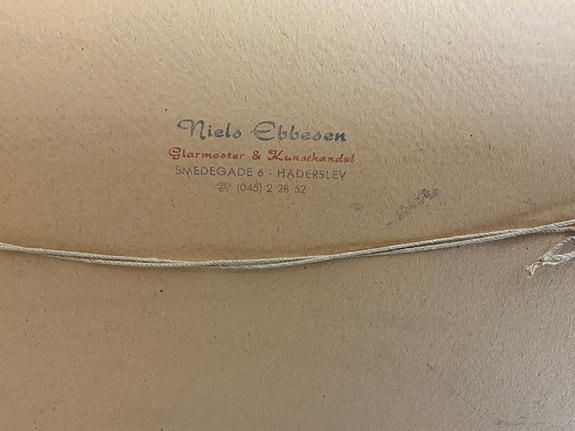 Niels Ebbesen
Glarmester & Kunsthandel
SMEDEGADE 6 - HADERSLEV
☏ (045) 2 28 52